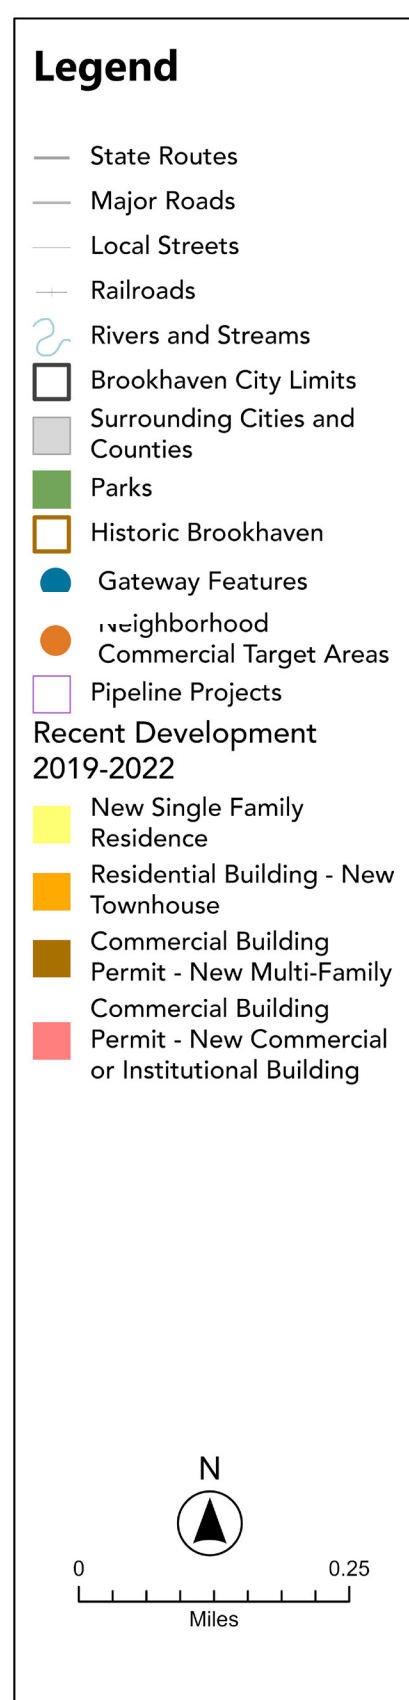 Legend
State Routes
Major Roads
Local Streets
Railroads
Rivers and Streams
Brookhaven City Limits
Surrounding Cities and
Counties
Parks
Historic Brookhaven
Gateway Features
Neighborhood
Commercial Target Areas
Pipeline Projects
Recent Development
2019-2022
New Single Family
Residence
Residential Building - New
Townhouse
Commercial Building
Permit - New Multi-Family
Commercial Building
Permit - New Commercial
or Institutional Building
N
0 0.25
Miles